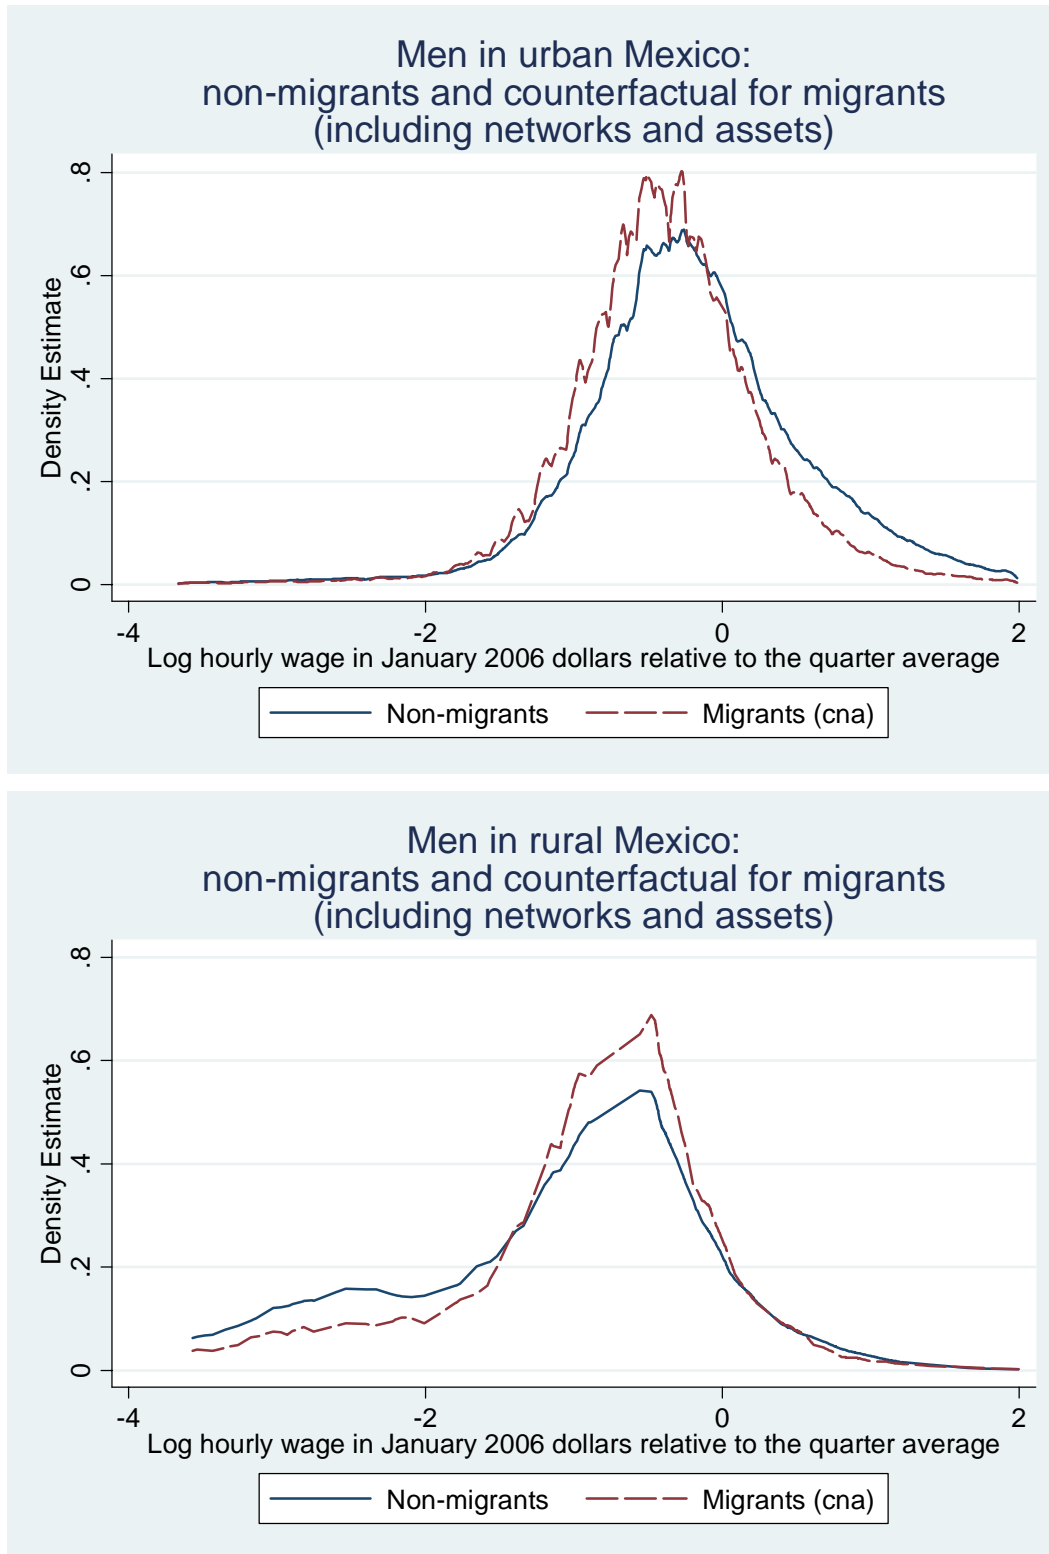 Men in urban Mexico:
non-migrants and counterfactual for migrants
(including networks and assets)
Density Estimate
.8
.6
.4
.2
0
-4 -2 0 2
Log hourly wage in January 2006 dollars relative to the quarter average
Non-migrants Migrants (cna)
Men in rural Mexico:
non-migrants and counterfactual for migrants
(including networks and assets)
Density Estimate
.8
.6
.4
.2
0
-4 -2 0 2
Log hourly wage in January 2006 dollars relative to the quarter average
Non-migrants Migrants (cna)